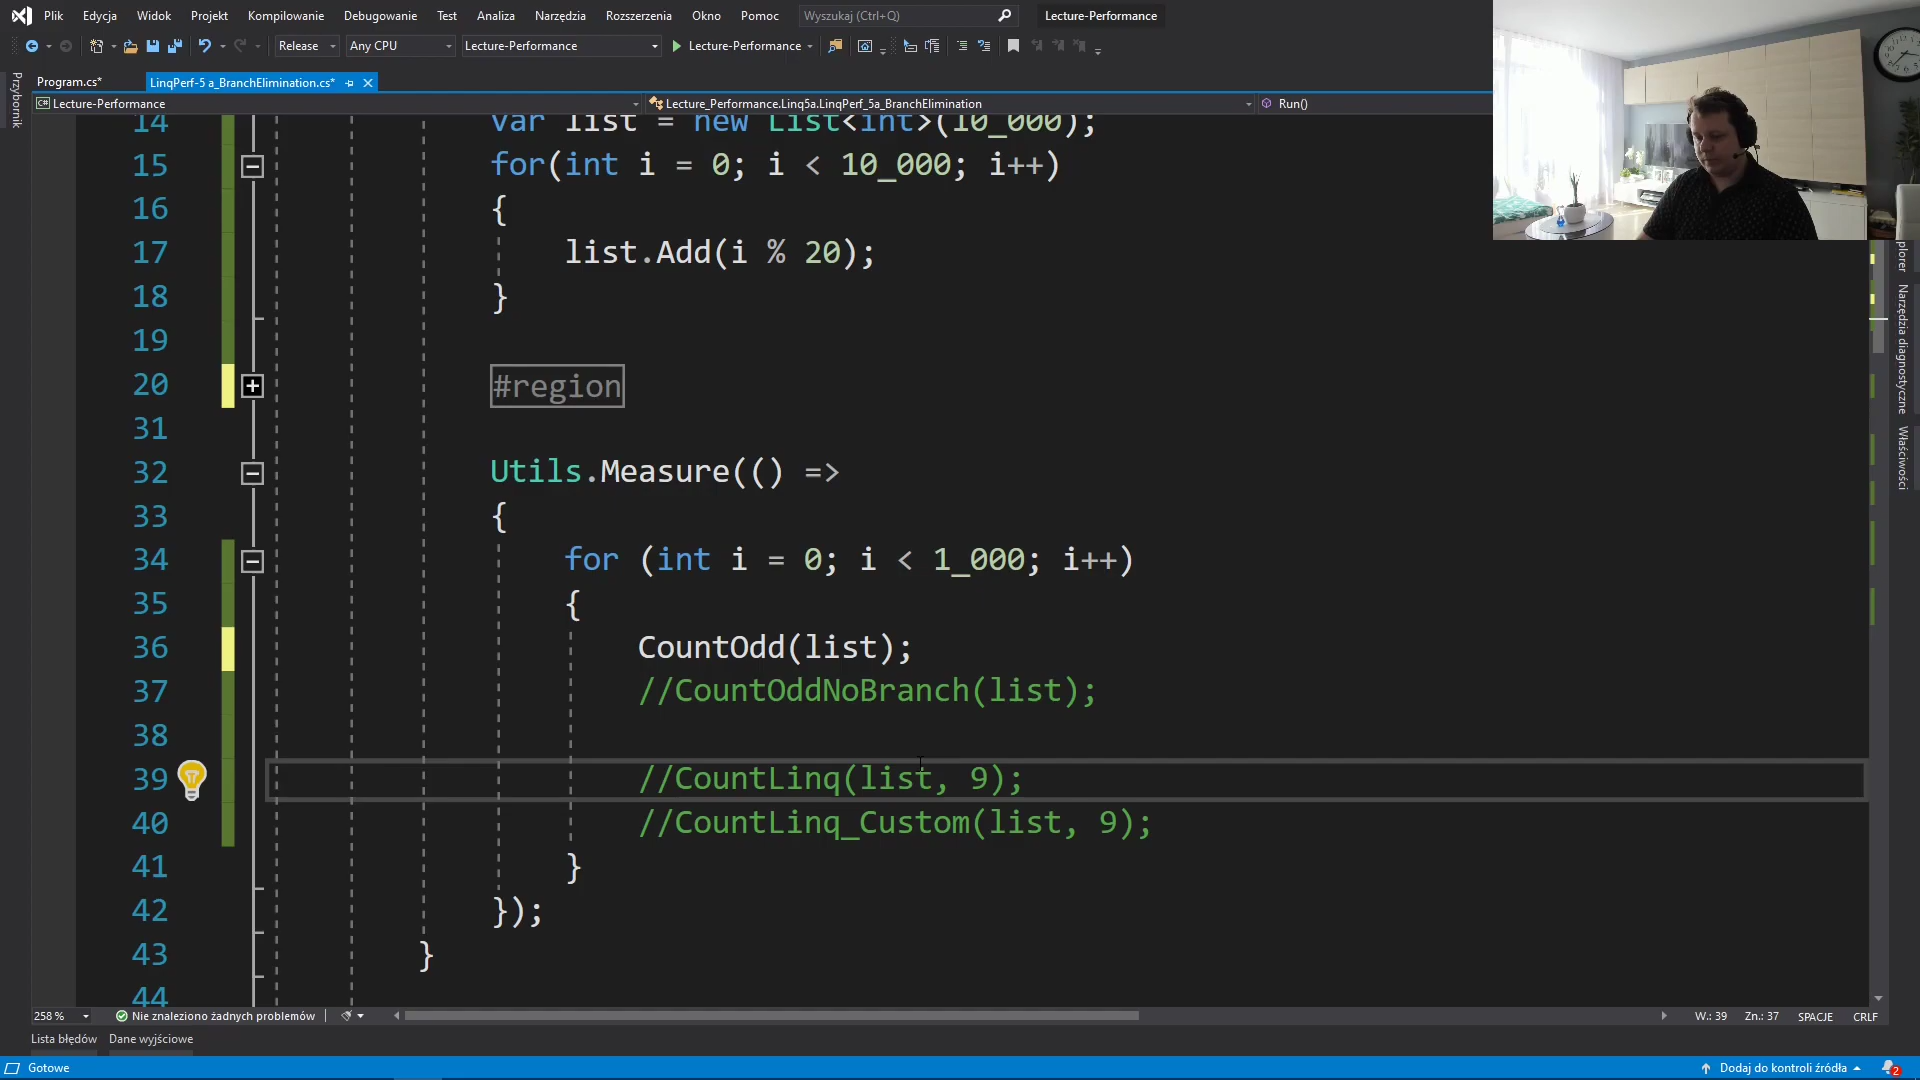 Plik Edycja Widok Projekt Kompilowanie Debugowanie Test Analiza Narzędzia Rozszerzenia Okno Pomoc Wyszukaj (Ctrl+Q) Lecture-Performance
Release Any CPU Lecture-Performance Lecture-Performance
Program.cs* LinqPerf-5 a_BranchElimination.cs*
Lecture-Performance Lecture_Performance.Linq5a.LinqPerf_5a_BranchElimination Run()
Przybornik
14 var list = new List<int>(10_000);
15 for(int i = 0; i < 10_000; i++)
16 {
17 list.Add(i % 20);
18 }
19
20 #region
31
32 Utils.Measure(() =>
33 {
34 for (int i = 0; i < 1_000; i++)
35 {
36 CountOdd(list);
37 //CountOddNoBranch(list);
38
39 //CountLinq(list, 9);
40 //CountLinq_Custom(list, 9);
41 }
42 });
43 }
44
plorer
Narzędzia diagnostyczne
Właściwości
258 % Nie znaleziono żadnych problemów W.: 39 Zn.: 37 SPACJE CRLF
Lista błędów Dane wyjściowe
Gotowe Dodaj do kontroli źródła 2